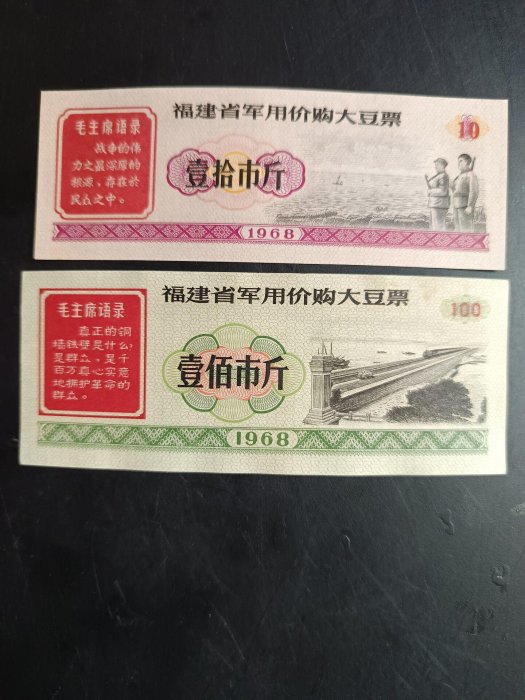 福建省军用价购大豆票
毛主席语录
战争的伟
力之最深厚的
根源，存在於
民众之中。
10
壹拾市斤
1968
福建省军用价购大豆票
毛主席语录
真正的铜
墙铁壁是什么？
是群众，是千
百万真心实意
地拥护革命的
群众。
100
壹佰市斤
1968